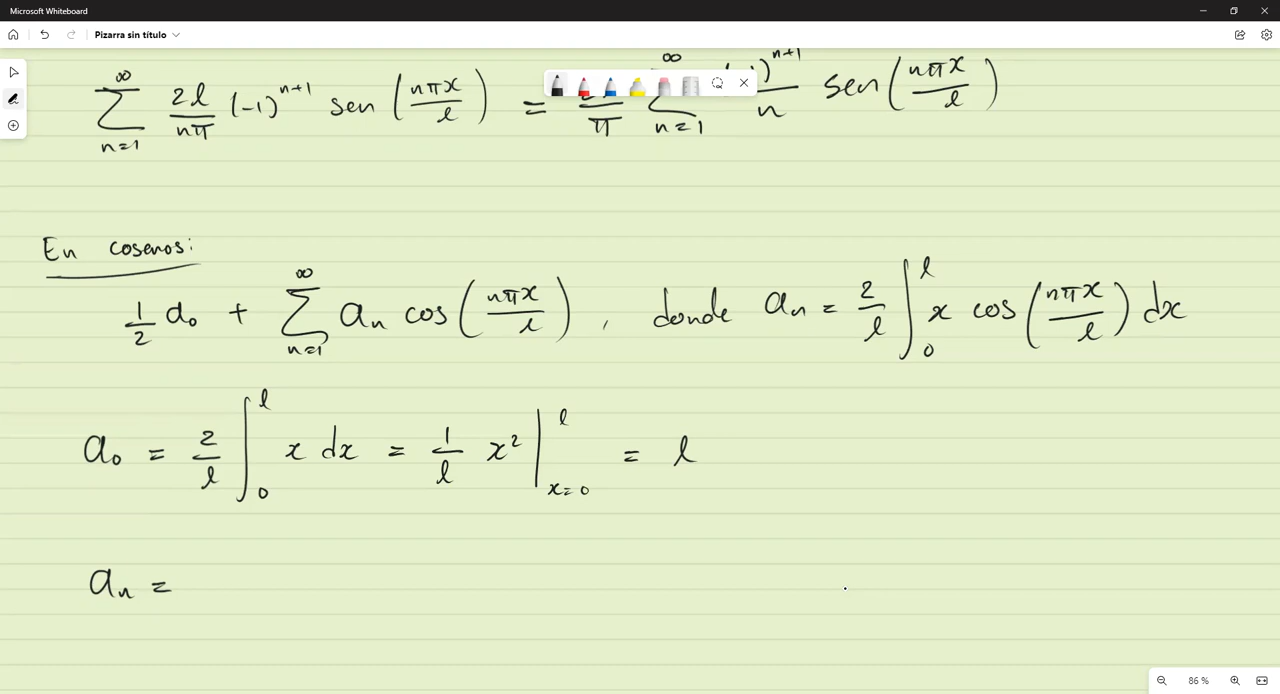 Microsoft Whiteboard
Pizarra sin título
∞ ∑ n=1 2l/nπ (-1)^n+1 sen (nπx/l) = /π ∞ ∑ n=1 )^n+1/n sen (nπx/l)
En cosenos:
1/2 a₀ + ∞ ∑ n=1 aₙ cos (nπx/l), donde aₙ = 2/l ∫₀^l x cos (nπx/l) dx
a₀ = 2/l ∫₀^l x dx = 1/l x² |_x=0^l = l
aₙ =
86 %